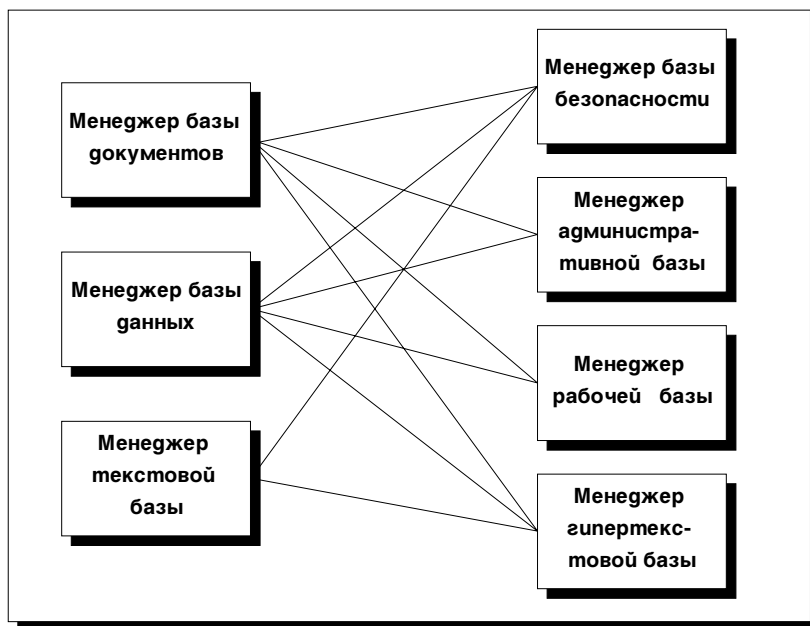 Менеджер базы
документов
Менеджер базы
данных
Менеджер
текстовой
базы
Менеджер базы
безопасности
Менеджер
администра-
тивной базы
Менеджер
рабочей базы
Менеджер
гипертекс-
товой базы